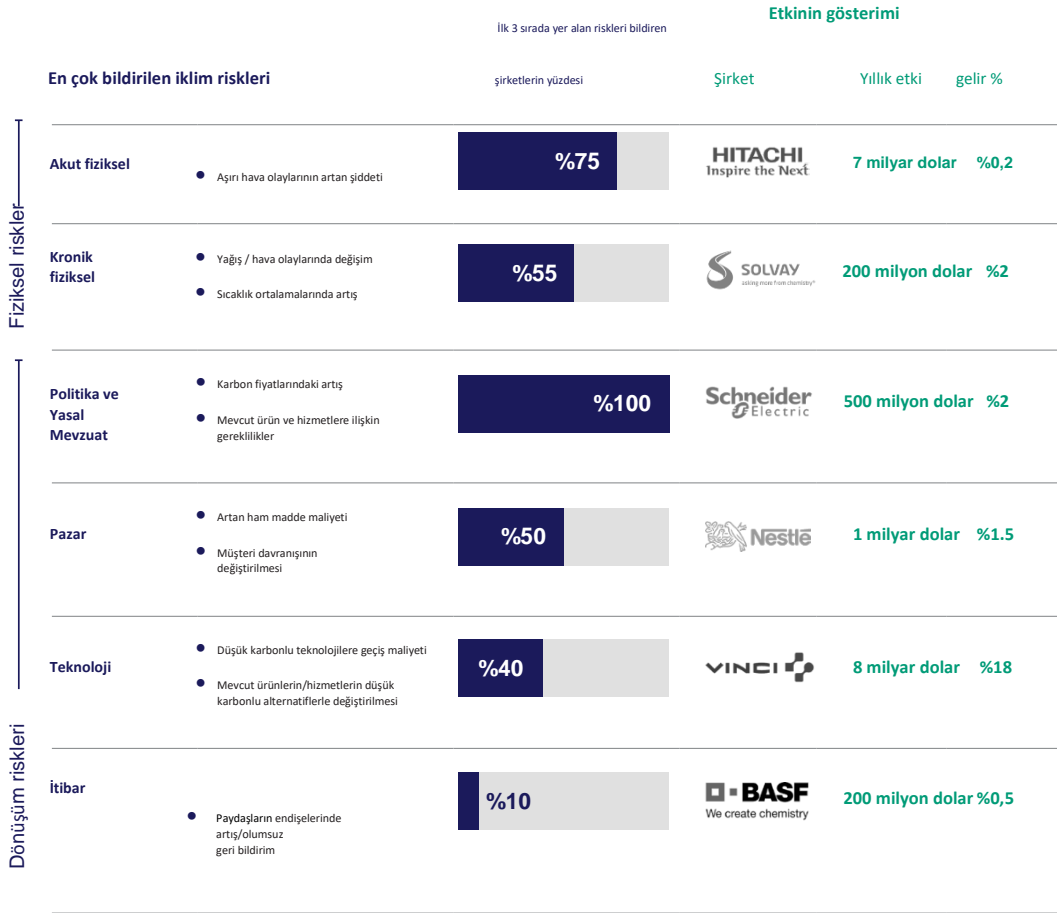 Etkinin gösterimi
İlk 3 sırada yer alan riskleri bildiren
En çok bildirilen iklim riskleri
şirketlerin yüzdesi
Şirket
Yıllık etki
gelir %
Fiziksel riskler
Akut fiziksel
● Aşırı hava olaylarının artan şiddeti
%75
HITACHI
Inspire the Next
7 milyar dolar %0,2
Kronik
fiziksel
● Yağış / hava olaylarında değişim
● Sıcaklık ortalamalarında artış
%55
SOLVAY
asking more from chemistry®
200 milyon dolar %2
Dönüşüm riskleri
Politika ve
Yasal
Mevzuat
● Karbon fiyatlarındaki artış
● Mevcut ürün ve hizmetlere ilişkin
gereklilikler
%100
Schneider
Electric
500 milyon dolar %2
Pazar
● Artan ham madde maliyeti
● Müşteri davranışının
değiştirilmesi
%50
Nestlé
1 milyar dolar %1.5
Teknoloji
● Düşük karbonlu teknolojilere geçiş maliyeti
● Mevcut ürünlerin/hizmetlerin düşük
karbonlu alternatiflerle değiştirilmesi
%40
VINCI
8 milyar dolar %18
İtibar
● Paydaşların endişelerinde
artış/olumsuz
geri bildirim
%10
BASF
We create chemistry
200 milyon dolar %0,5